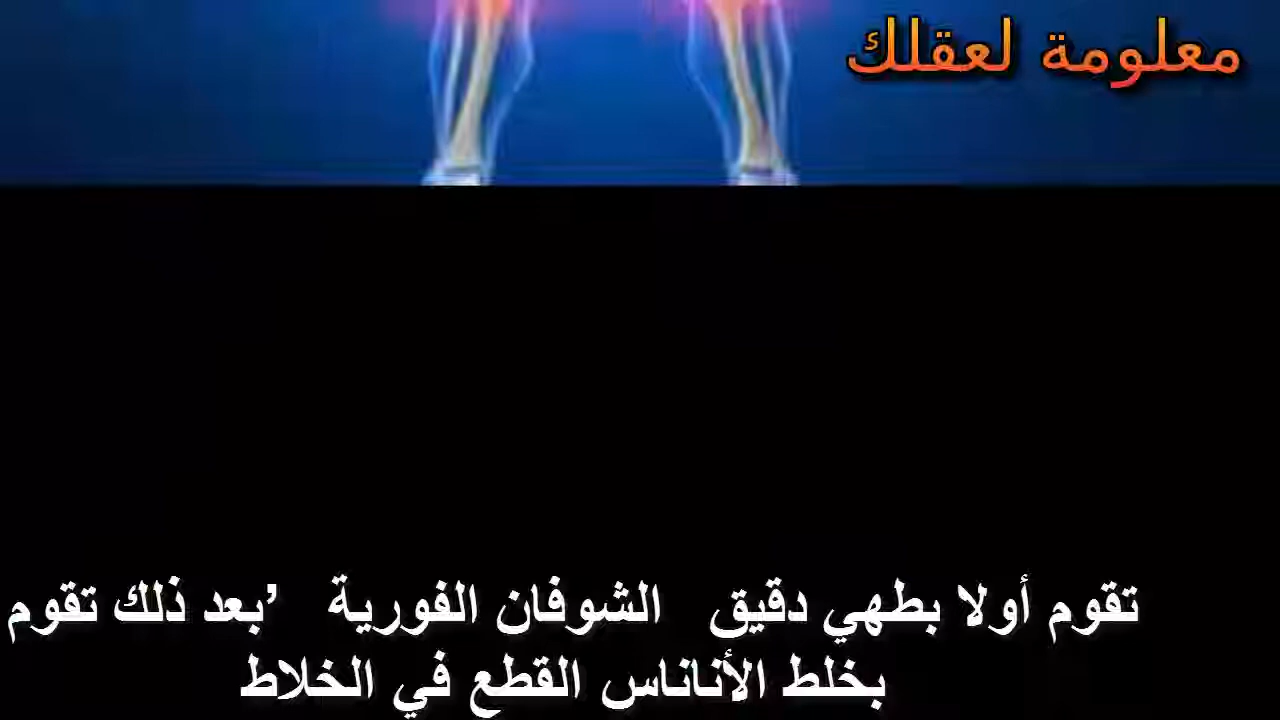 معلومة لعقلك
تقوم أولا بطهي دقيق الشوفان الفورية ’بعد ذلك تقوم
بخلط الأناناس القطع في الخلاط